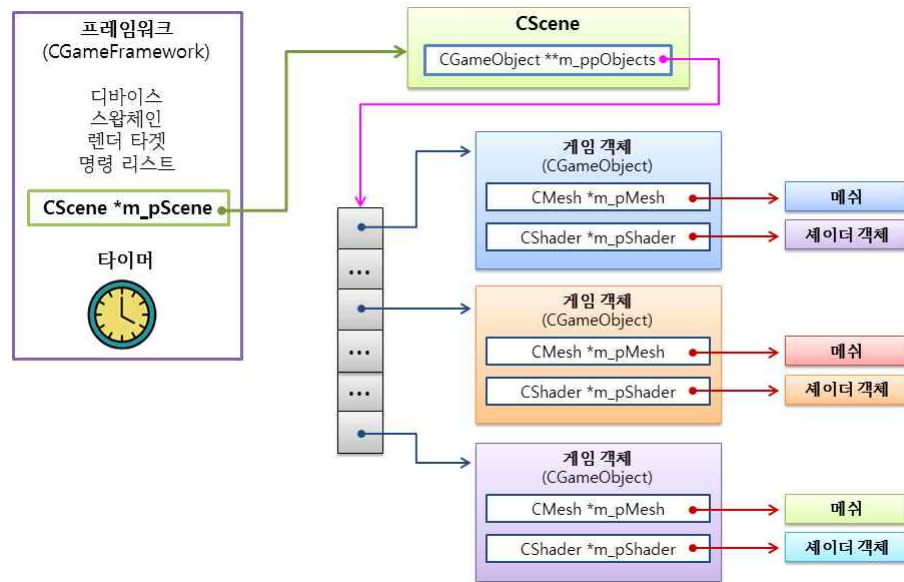 프레임워크
(CGameFramework)
디바이스
스왑체인
렌더 타겟
명령 리스트
CScene *m_pScene
타이머
CScene
CGameObject **m_ppObjects
...
...
...
게임 객체
(CGameObject)
CMesh *m_pMesh
메쉬
CShader *m_pShader
셰이더 객체
게임 객체
(CGameObject)
CMesh *m_pMesh
메쉬
CShader *m_pShader
셰이더 객체
게임 객체
(CGameObject)
CMesh *m_pMesh
메쉬
CShader *m_pShader
셰이더 객체